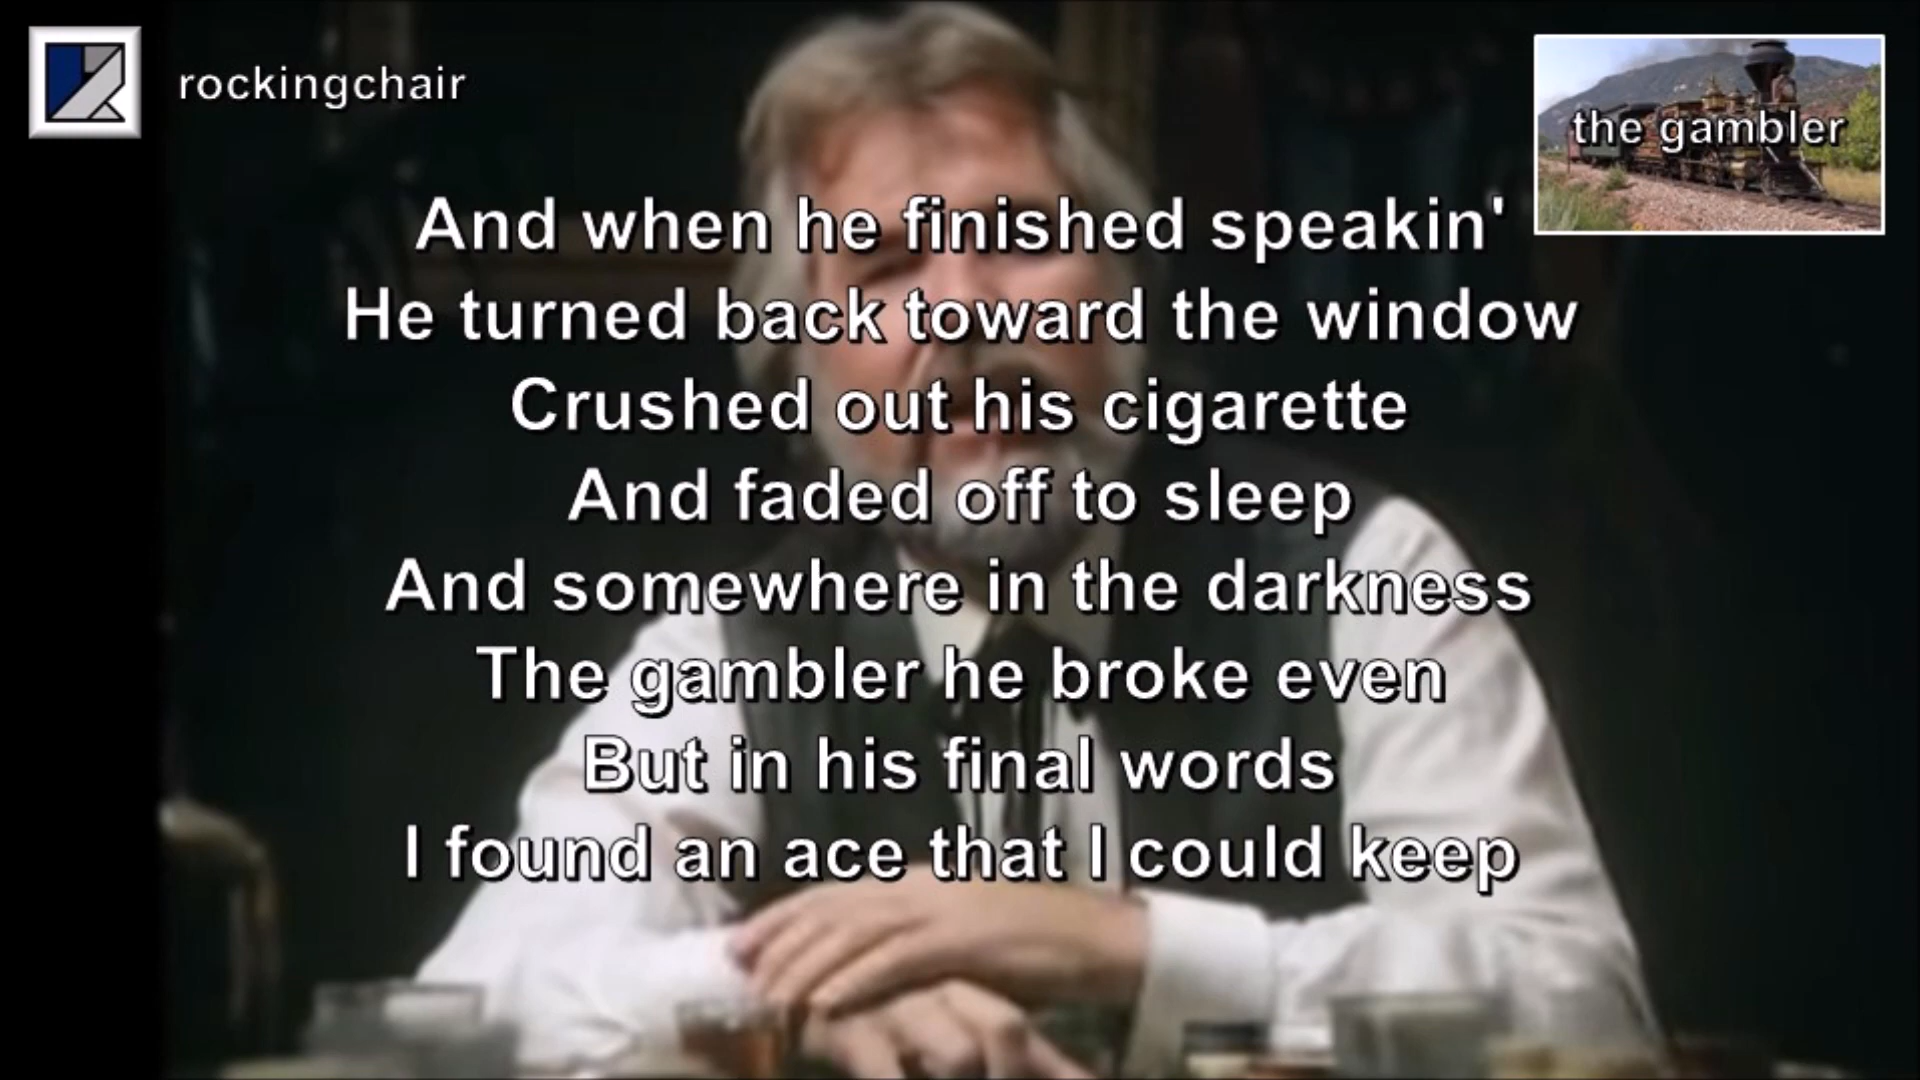 rockingchair
the gambler
And when he finished speakin'
He turned back toward the window
Crushed out his cigarette
And faded off to sleep
And somewhere in the darkness
The gambler he broke even
But in his final words
I found an ace that I could keep